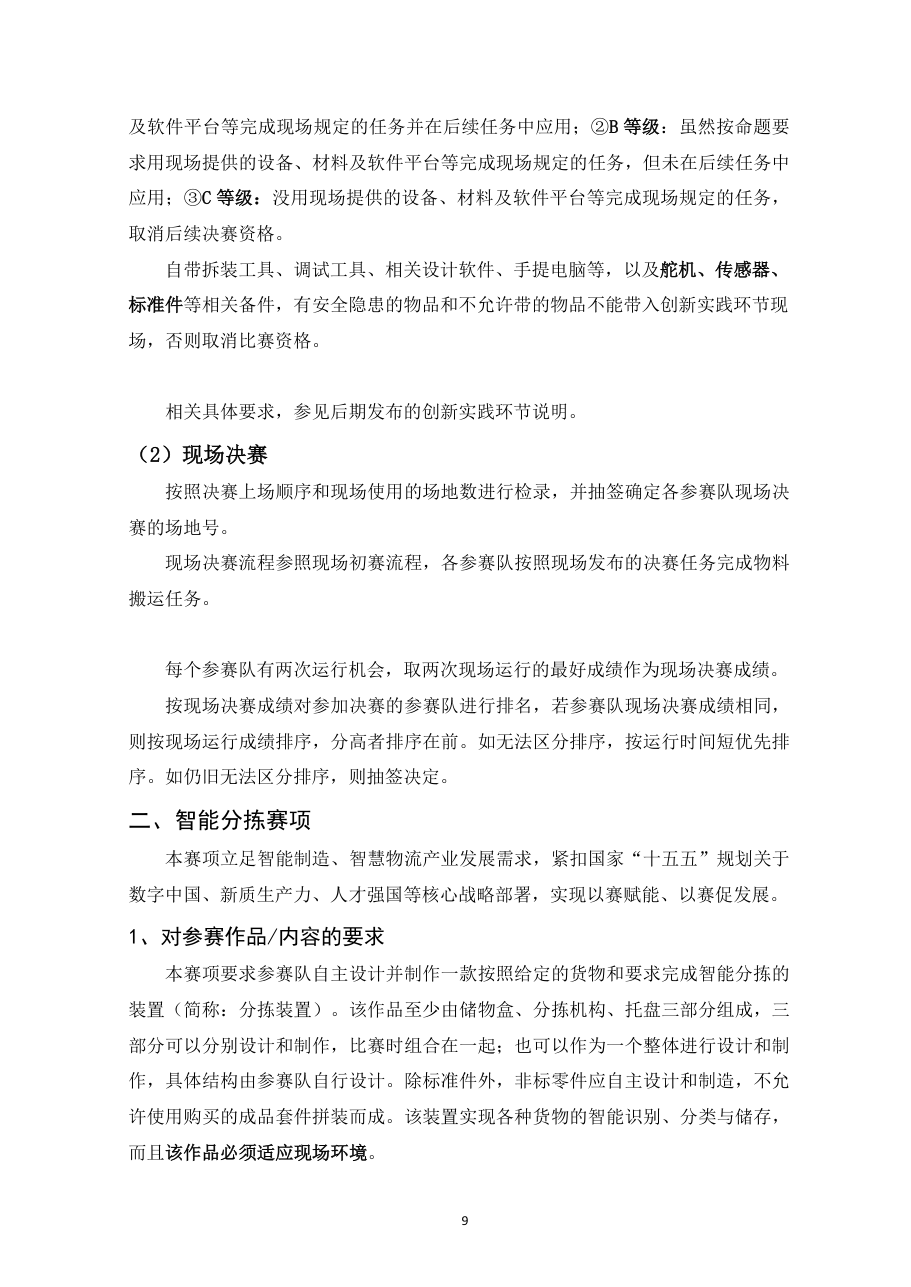 及软件平台等完成现场规定的任务并在后续任务中应用；②B 等级：虽然按命题要
求用现场提供的设备、材料及软件平台等完成现场规定的任务，但未在后续任务中
应用；③C 等级：没用现场提供的设备、材料及软件平台等完成现场规定的任务，
取消后续决赛资格。
自带拆装工具、调试工具、相关设计软件、手提电脑等，以及舵机、传感器、
标准件等相关备件，有安全隐患的物品和不允许带的物品不能带入创新实践环节现
场，否则取消比赛资格。
相关具体要求，参见后期发布的创新实践环节说明。
（2）现场决赛
按照决赛上场顺序和现场使用的场地数进行检录，并抽签确定各参赛队现场决
赛的场地号。
现场决赛流程参照现场初赛流程，各参赛队按照现场发布的决赛任务完成物料
搬运任务。
每个参赛队有两次运行机会，取两次现场运行的最好成绩作为现场决赛成绩。
按现场决赛成绩对参加决赛的参赛队进行排名，若参赛队现场决赛成绩相同，
则按现场运行成绩排序，分高者排序在前。如无法区分排序，按运行时间短优先排
序。如仍旧无法区分排序，则抽签决定。
二、智能分拣赛项
本赛项立足智能制造、智慧物流产业发展需求，紧扣国家“十五五”规划关于
数字中国、新质生产力、人才强国等核心战略部署，实现以赛赋能、以赛促发展。
1、对参赛作品/内容的要求
本赛项要求参赛队自主设计并制作一款按照给定的货物和要求完成智能分拣的
装置（简称：分拣装置）。该作品至少由储物盒、分拣机构、托盘三部分组成，三
部分可以分别设计和制作，比赛时组合在一起；也可以作为一个整体进行设计和制
作，具体结构由参赛队自行设计。除标准件外，非标零件应自主设计和制造，不允
许使用购买的成品套件拼装而成。该装置实现各种货物的智能识别、分类与储存，
而且该作品必须适应现场环境。
9